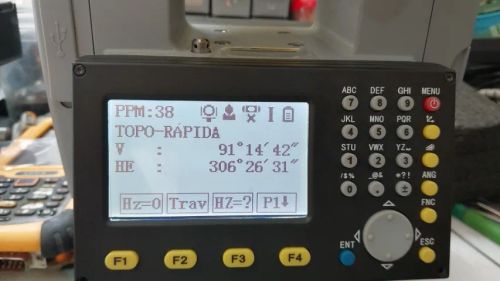 PPM:38
TOPO-RÁPIDA
V : 91°14′42″
HE : 306°26′31″
Hz=0 Trav HZ=? P1↓
F1 F2 F3 F4
ABC DEF GHI MENU
7 8 9
JKL MNO PQR
4 5 6
STU VWX YZ_
1 2 3 ANG
/$% _@& *?!
0 . ± FNC
ENT ESC